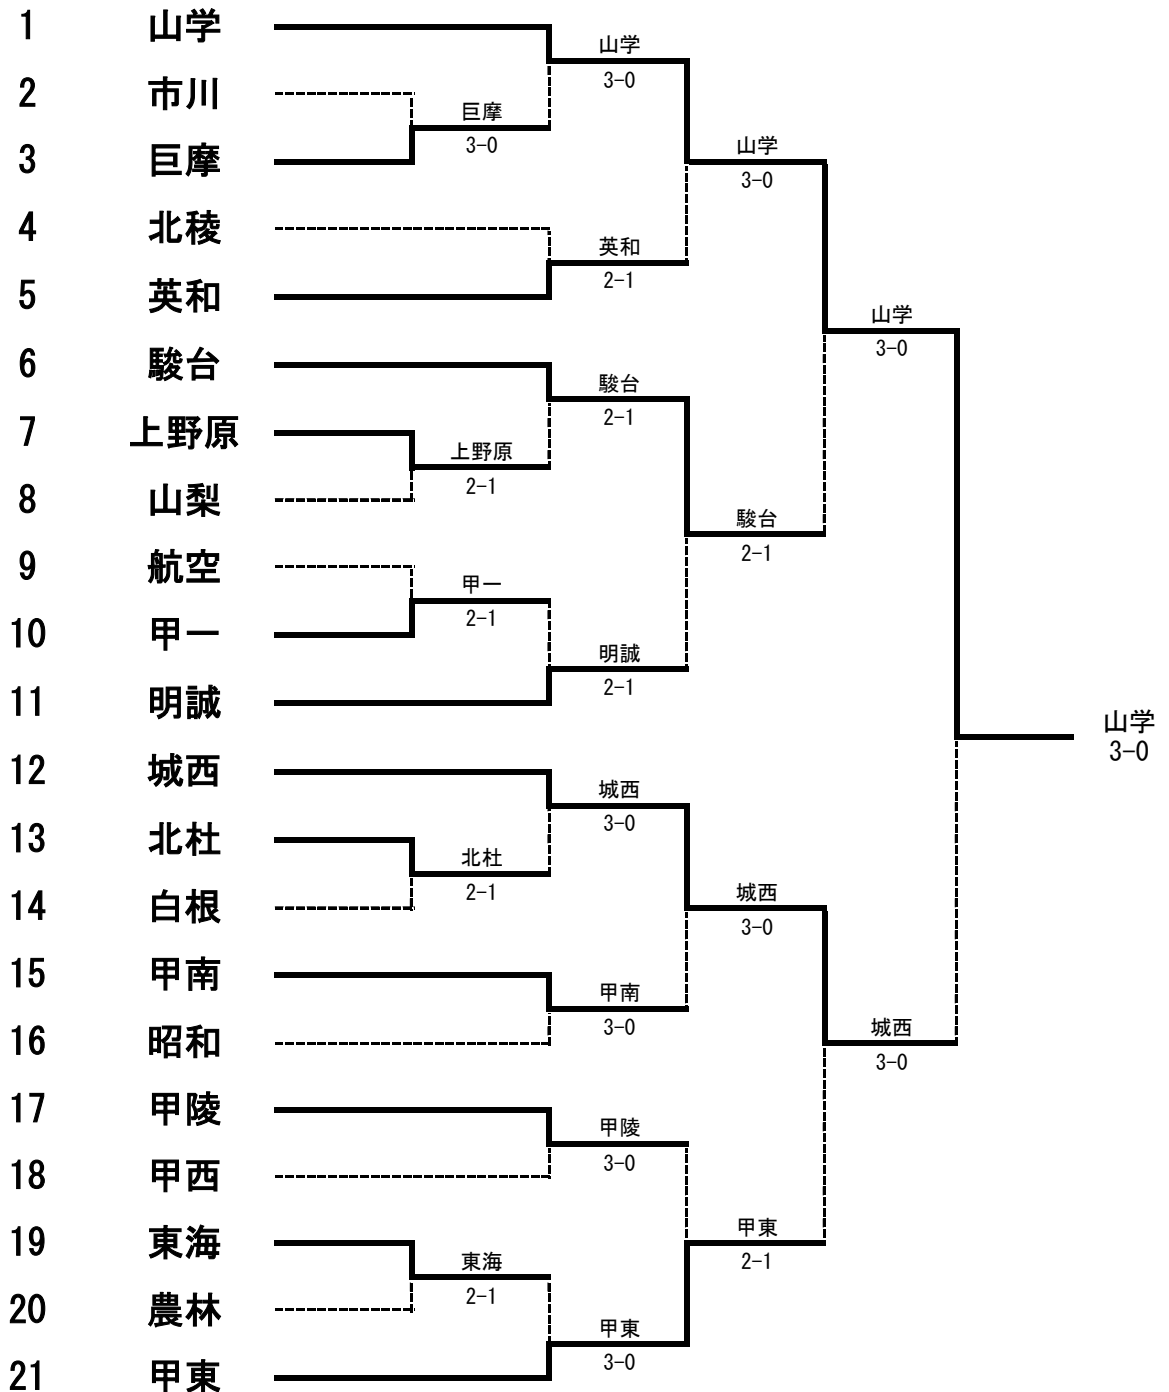 1 山学
2 市川
3 巨摩
4 北稜
5 英和
6 駿台
7 上野原
8 山梨
9 航空
10 甲一
11 明誠
12 城西
13 北杜
14 白根
15 甲南
16 昭和
17 甲陵
18 甲西
19 東海
20 農林
21 甲東
巨摩
3-0
上野原
2-1
甲一
2-1
北杜
2-1
東海
2-1
山学
3-0
英和
2-1
駿台
2-1
明誠
2-1
城西
3-0
甲南
3-0
甲陵
3-0
甲東
3-0
山学
3-0
駿台
2-1
城西
3-0
甲東
2-1
山学
3-0
城西
3-0
山学
3-0